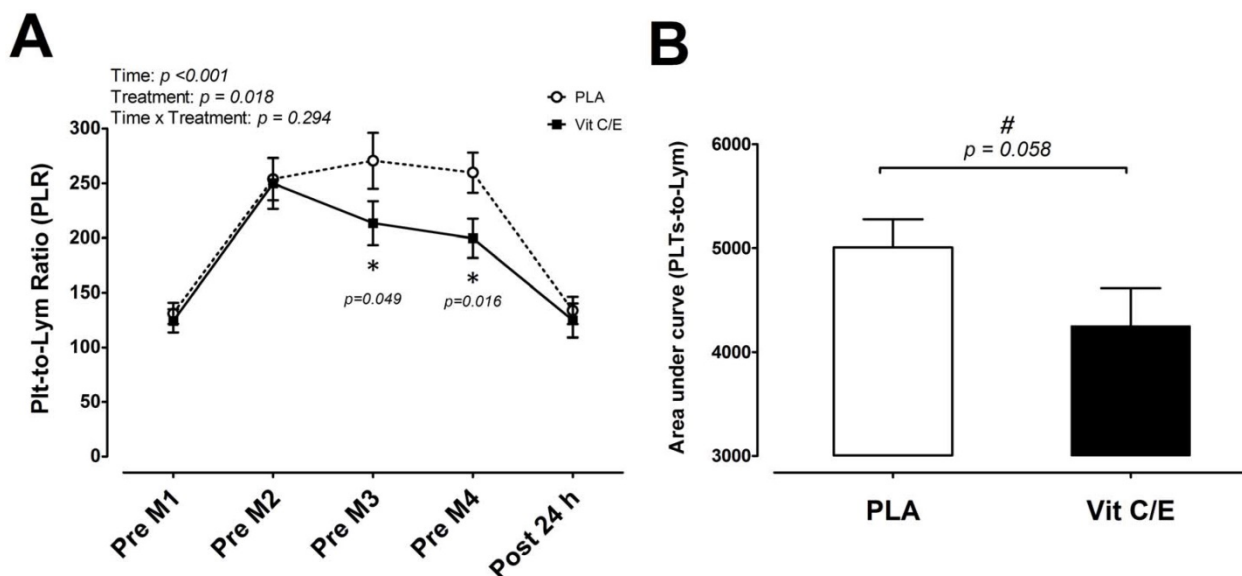 A
Time: p <0.001
Treatment: p = 0.018
Time x Treatment: p = 0.294
PLA
Vit C/E
Plt-to-Lym Ratio (PLR)
300
250
200
150
100
50
0
*
*
p=0.049
p=0.016
Pre M1
Pre M2
Pre M3
Pre M4
Post 24 h
B
#
p = 0.058
Area under curve (PLTs-to-Lym)
6000
5000
4000
3000
PLA
Vit C/E